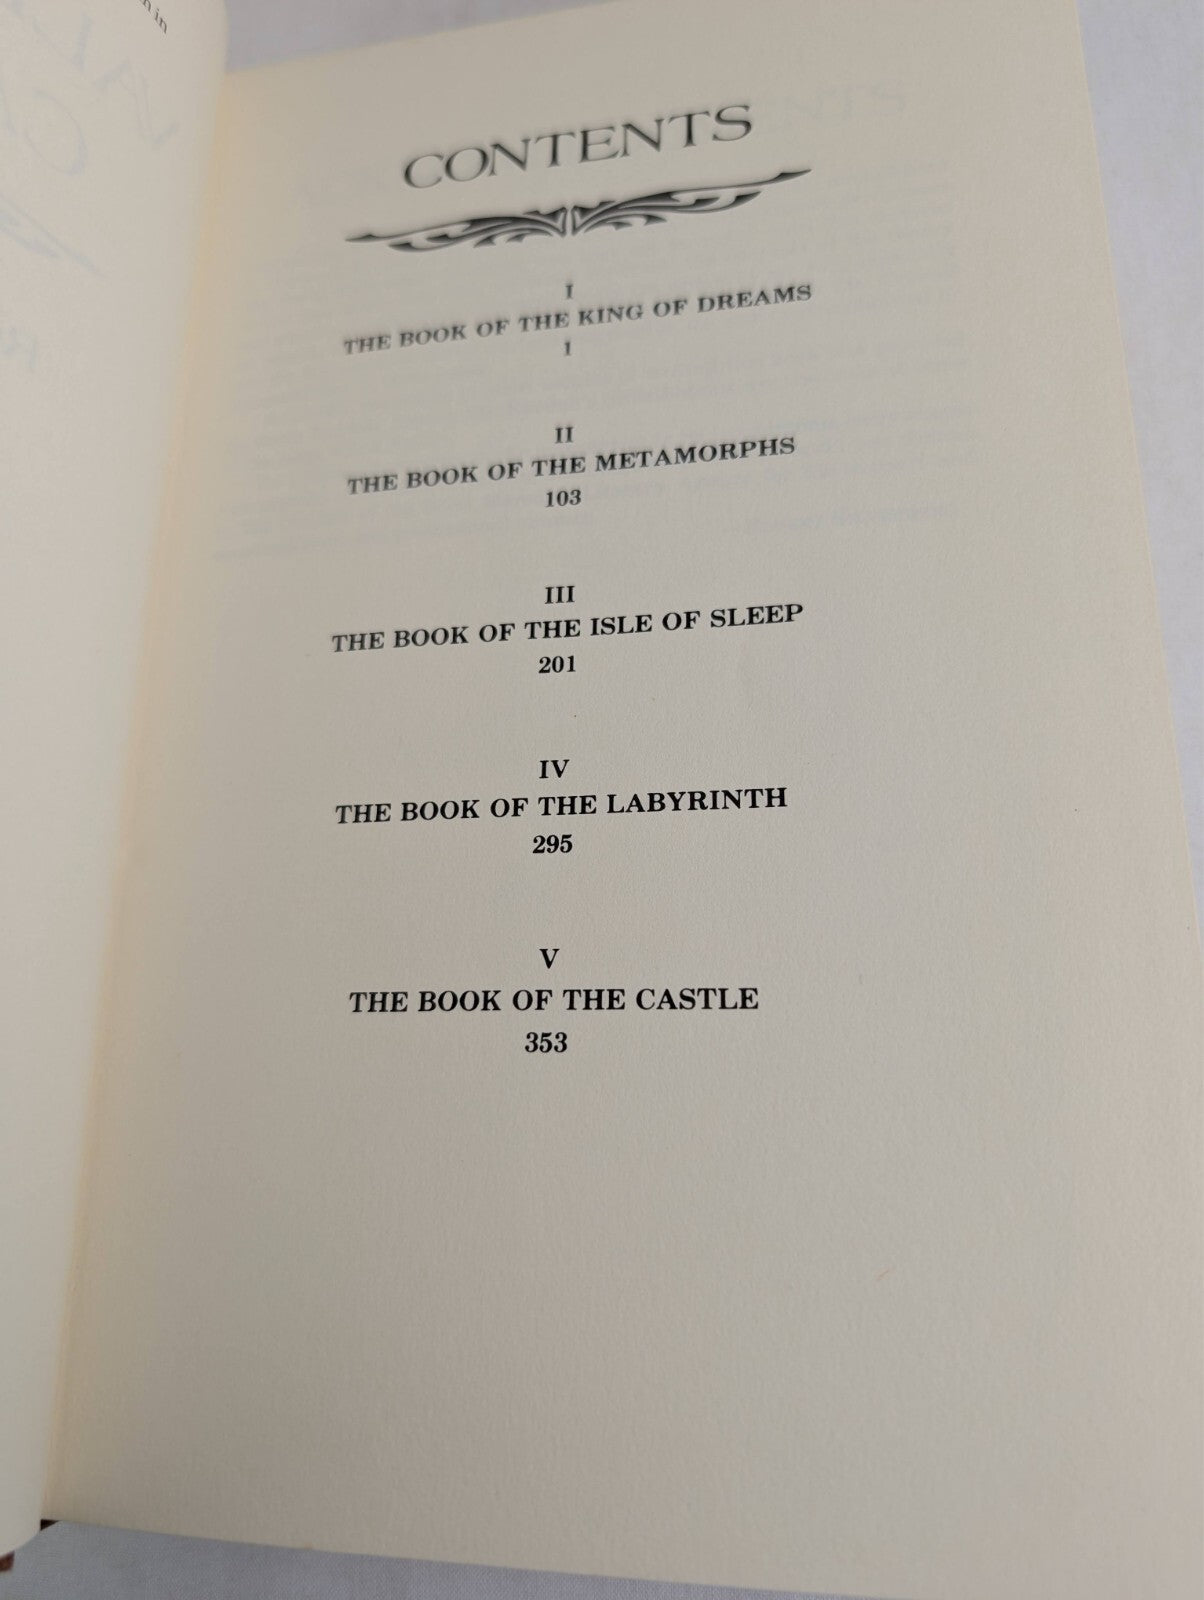 CONTENTS
I
THE BOOK OF THE KING OF DREAMS
1
II
THE BOOK OF THE METAMORPHS
103
III
THE BOOK OF THE ISLE OF SLEEP
201
IV
THE BOOK OF THE LABYRINTH
295
V
THE BOOK OF THE CASTLE
353